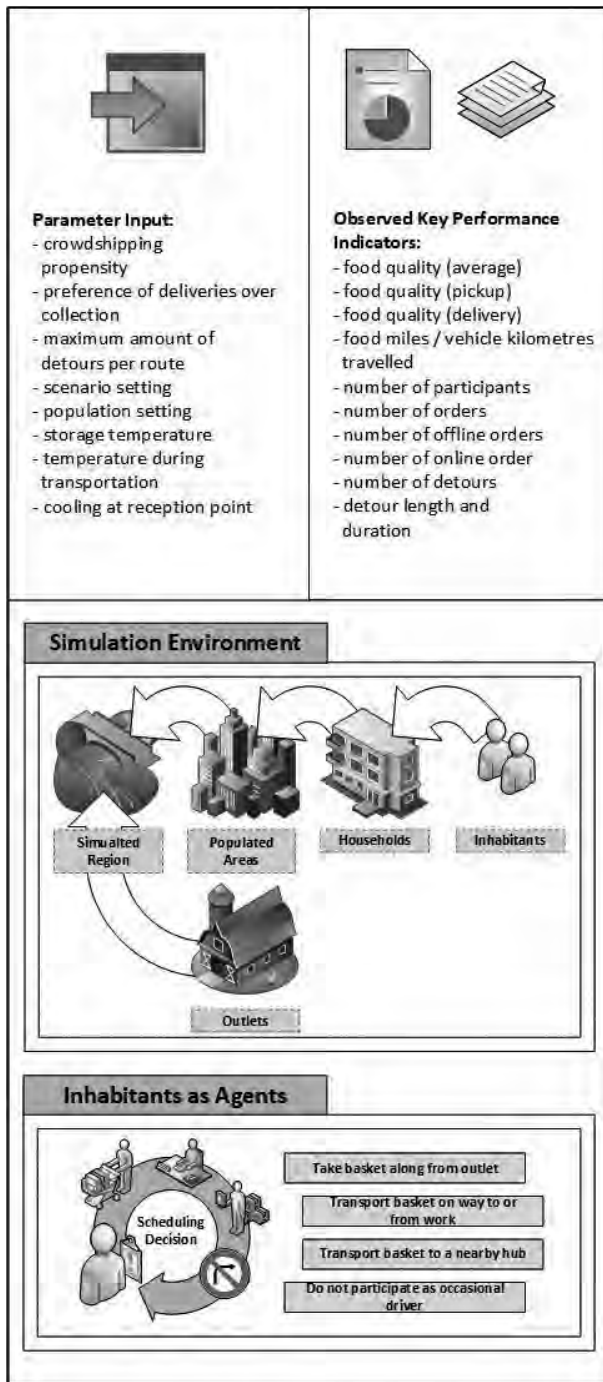 Parameter Input:
- crowdshipping
propensity
- preference of deliveries over
collection
- maximum amount of
detours per route
- scenario setting
- population setting
- storage temperature
- temperature during
transportation
- cooling at reception point
Observed Key Performance
Indicators:
- food quality (average)
- food quality (pickup)
- food quality (delivery)
- food miles / vehicle kilometres
travelled
- number of participants
- number of orders
- number of offline orders
- number of online order
- number of detours
- detour length and
duration
Simulation Environment
Simualted
Region
Populated
Areas
Households
Inhabitants
Outlets
Inhabitants as Agents
Scheduling
Decision
Take basket along from outlet
Transport basket on way to or
from work
Transport basket to a nearby hub
Do not participate as occasional
driver